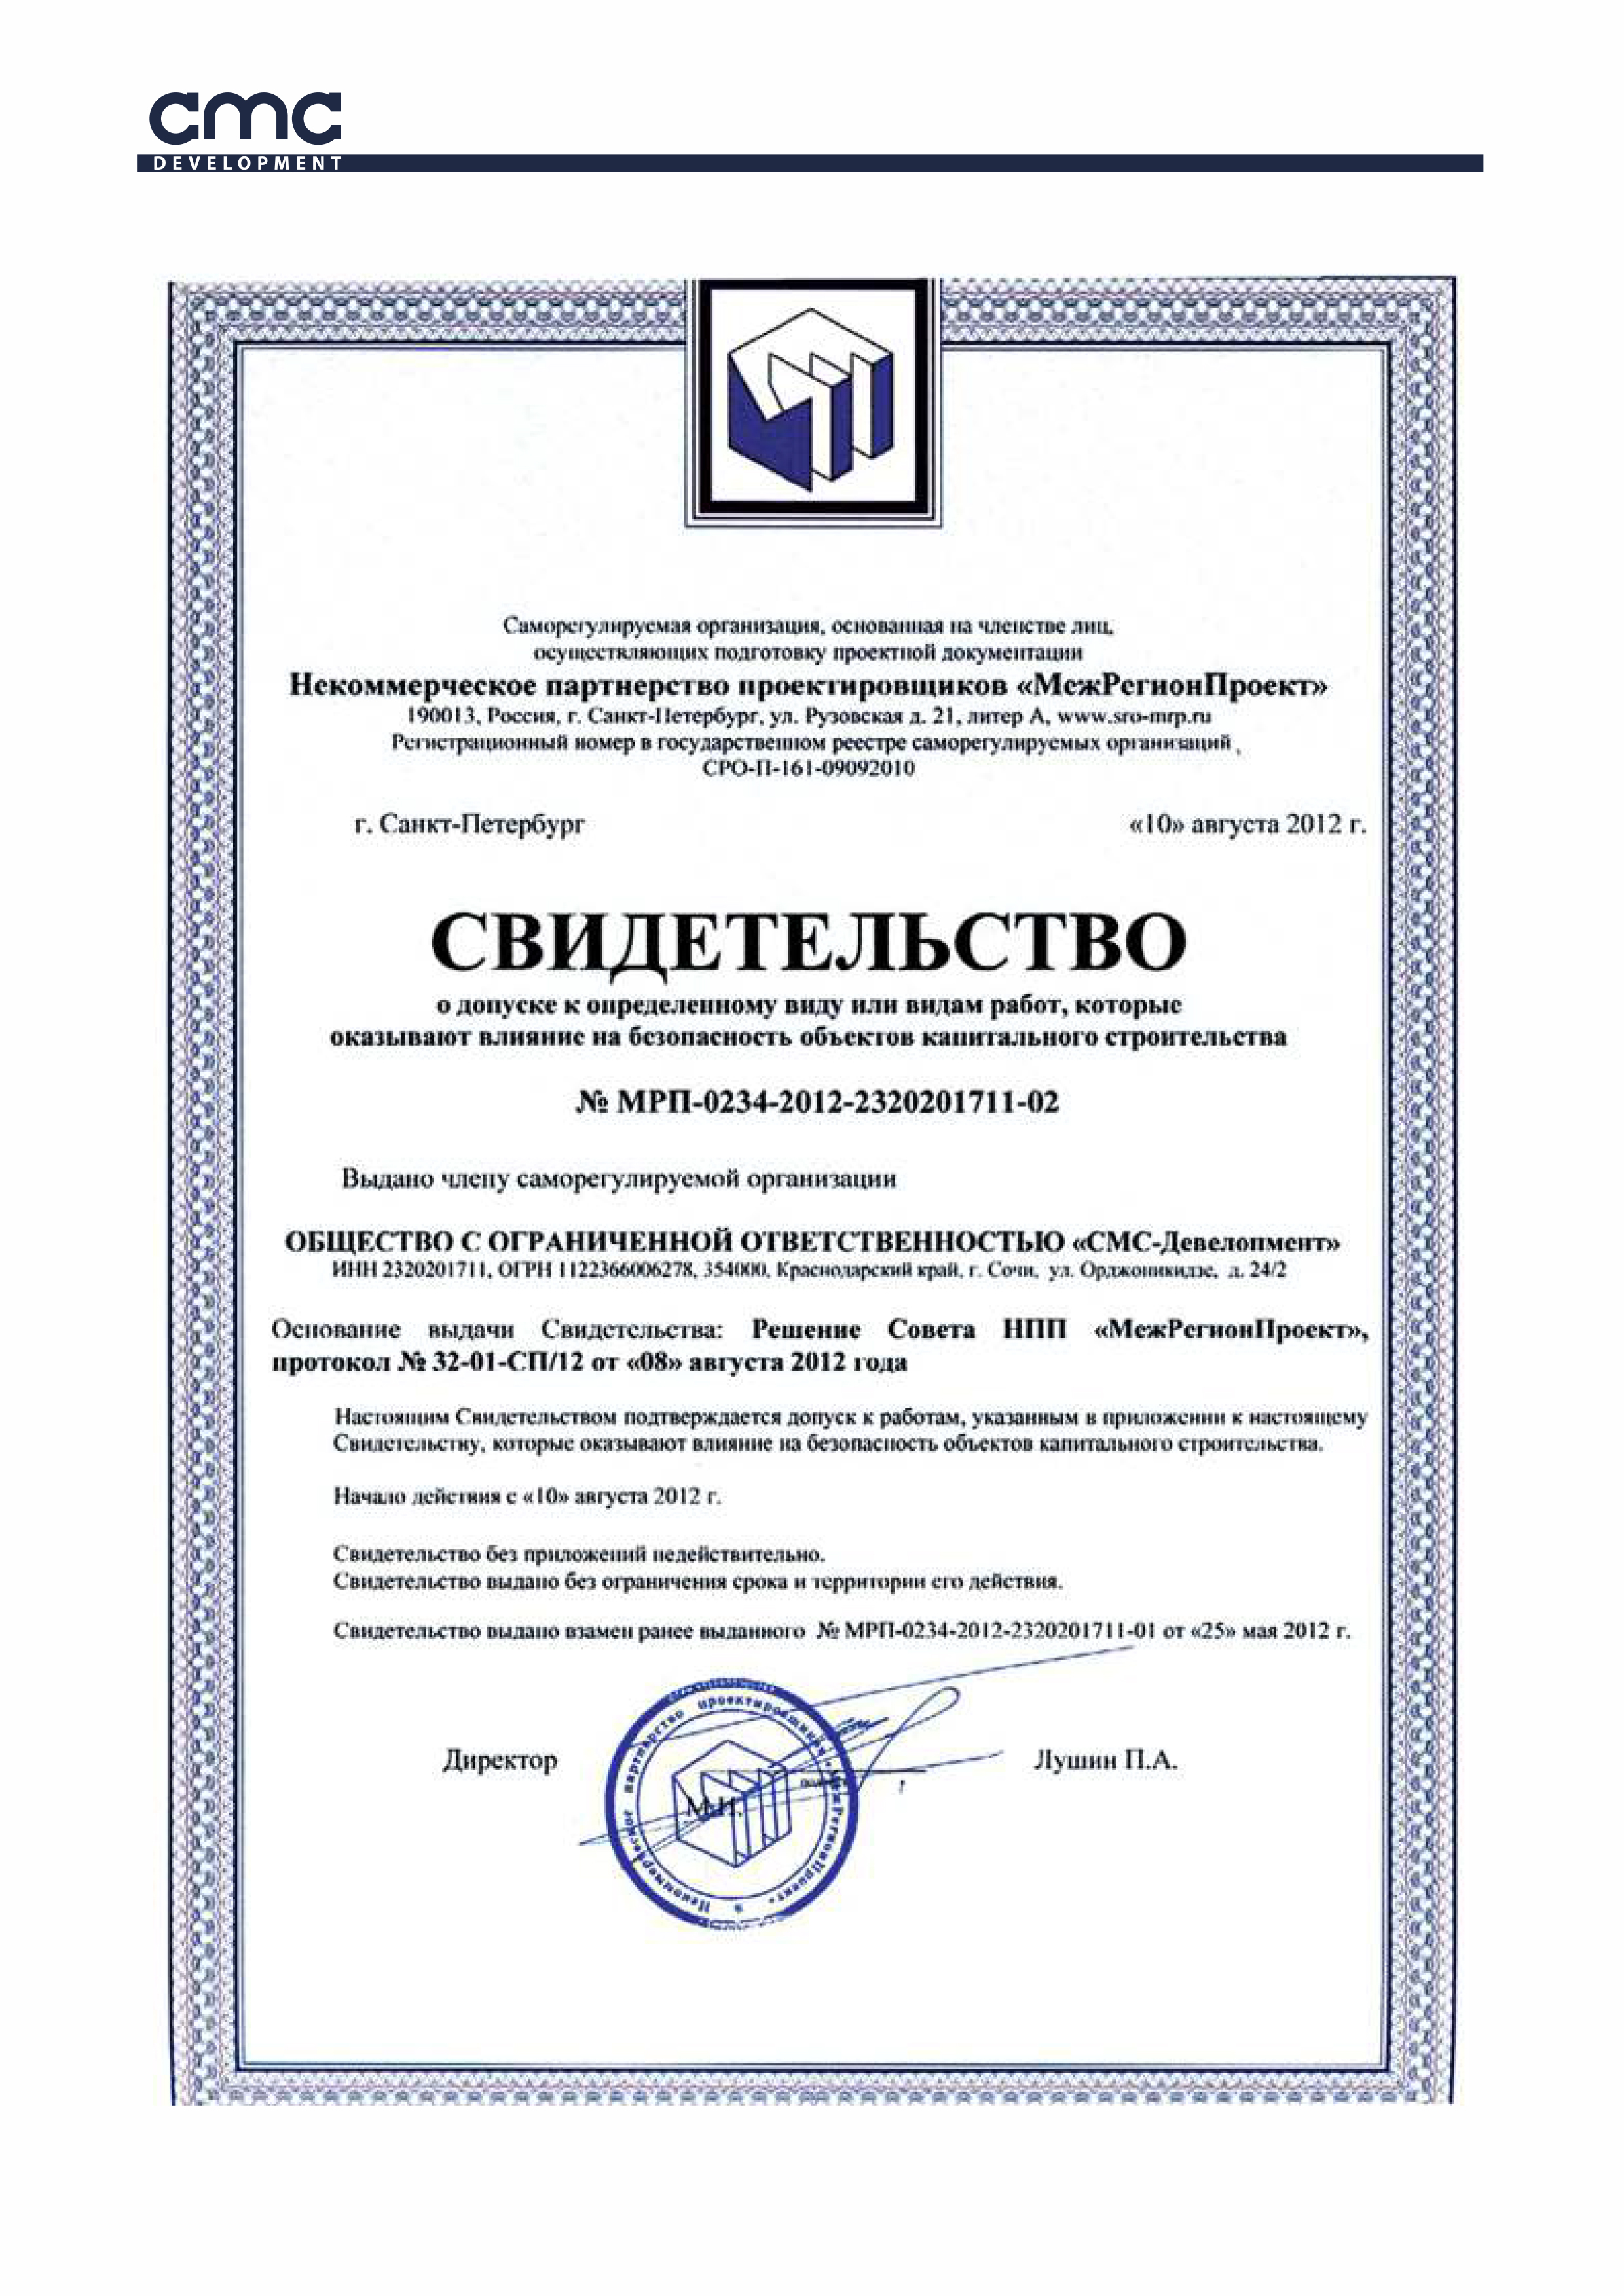 cmc
DEVELOPMENT
Саморегулируемая организация, основанная на членстве лиц,
осуществляющих подготовку проектной документации
Некоммерческое партнерство проектировщиков «МежРегионПроект»
190013, Россия, г. Санкт-Петербург, ул. Рузовская д. 21, литер А, www.sro-mrp.ru
Регистрационный номер в государственном реестре саморегулируемых организаций
СРО-П-161-09092010
г. Санкт-Петербург «10» августа 2012 г.
СВИДЕТЕЛЬСТВО
о допуске к определенному виду или видам работ, которые
оказывают влияние на безопасность объектов капитального строительства
№ МРП-0234-2012-2320201711-02
Выдано члену саморегулируемой организации
ОБЩЕСТВО С ОГРАНИЧЕННОЙ ОТВЕТСТВЕННОСТЬЮ «СМС-Девелопмент»
ИНН 2320201711, ОГРН 1122366006278, 354000, Краснодарский край, г. Сочи, ул. Орджоникидзе, д. 24/2
Основание выдачи Свидетельства: Решение Совета НПП «МежРегионПроект»,
протокол № 32-01-СП/12 от «08» августа 2012 года
Настоящим Свидетельством подтверждается допуск к работам, указанным в приложении к настоящему
Свидетельству, которые оказывают влияние на безопасность объектов капитального строительства.
Начало действия с «10» августа 2012 г.
Свидетельство без приложений недействительно.
Свидетельство выдано без ограничения срока и территории его действия.
Свидетельство выдано взамен ранее выданного № МРП-0234-2012-2320201711-01 от «25» мая 2012 г.
Директор Лушин П.А.
М.П.
Некоммерческое партнерство проектировщиков «МежРегионПроект»